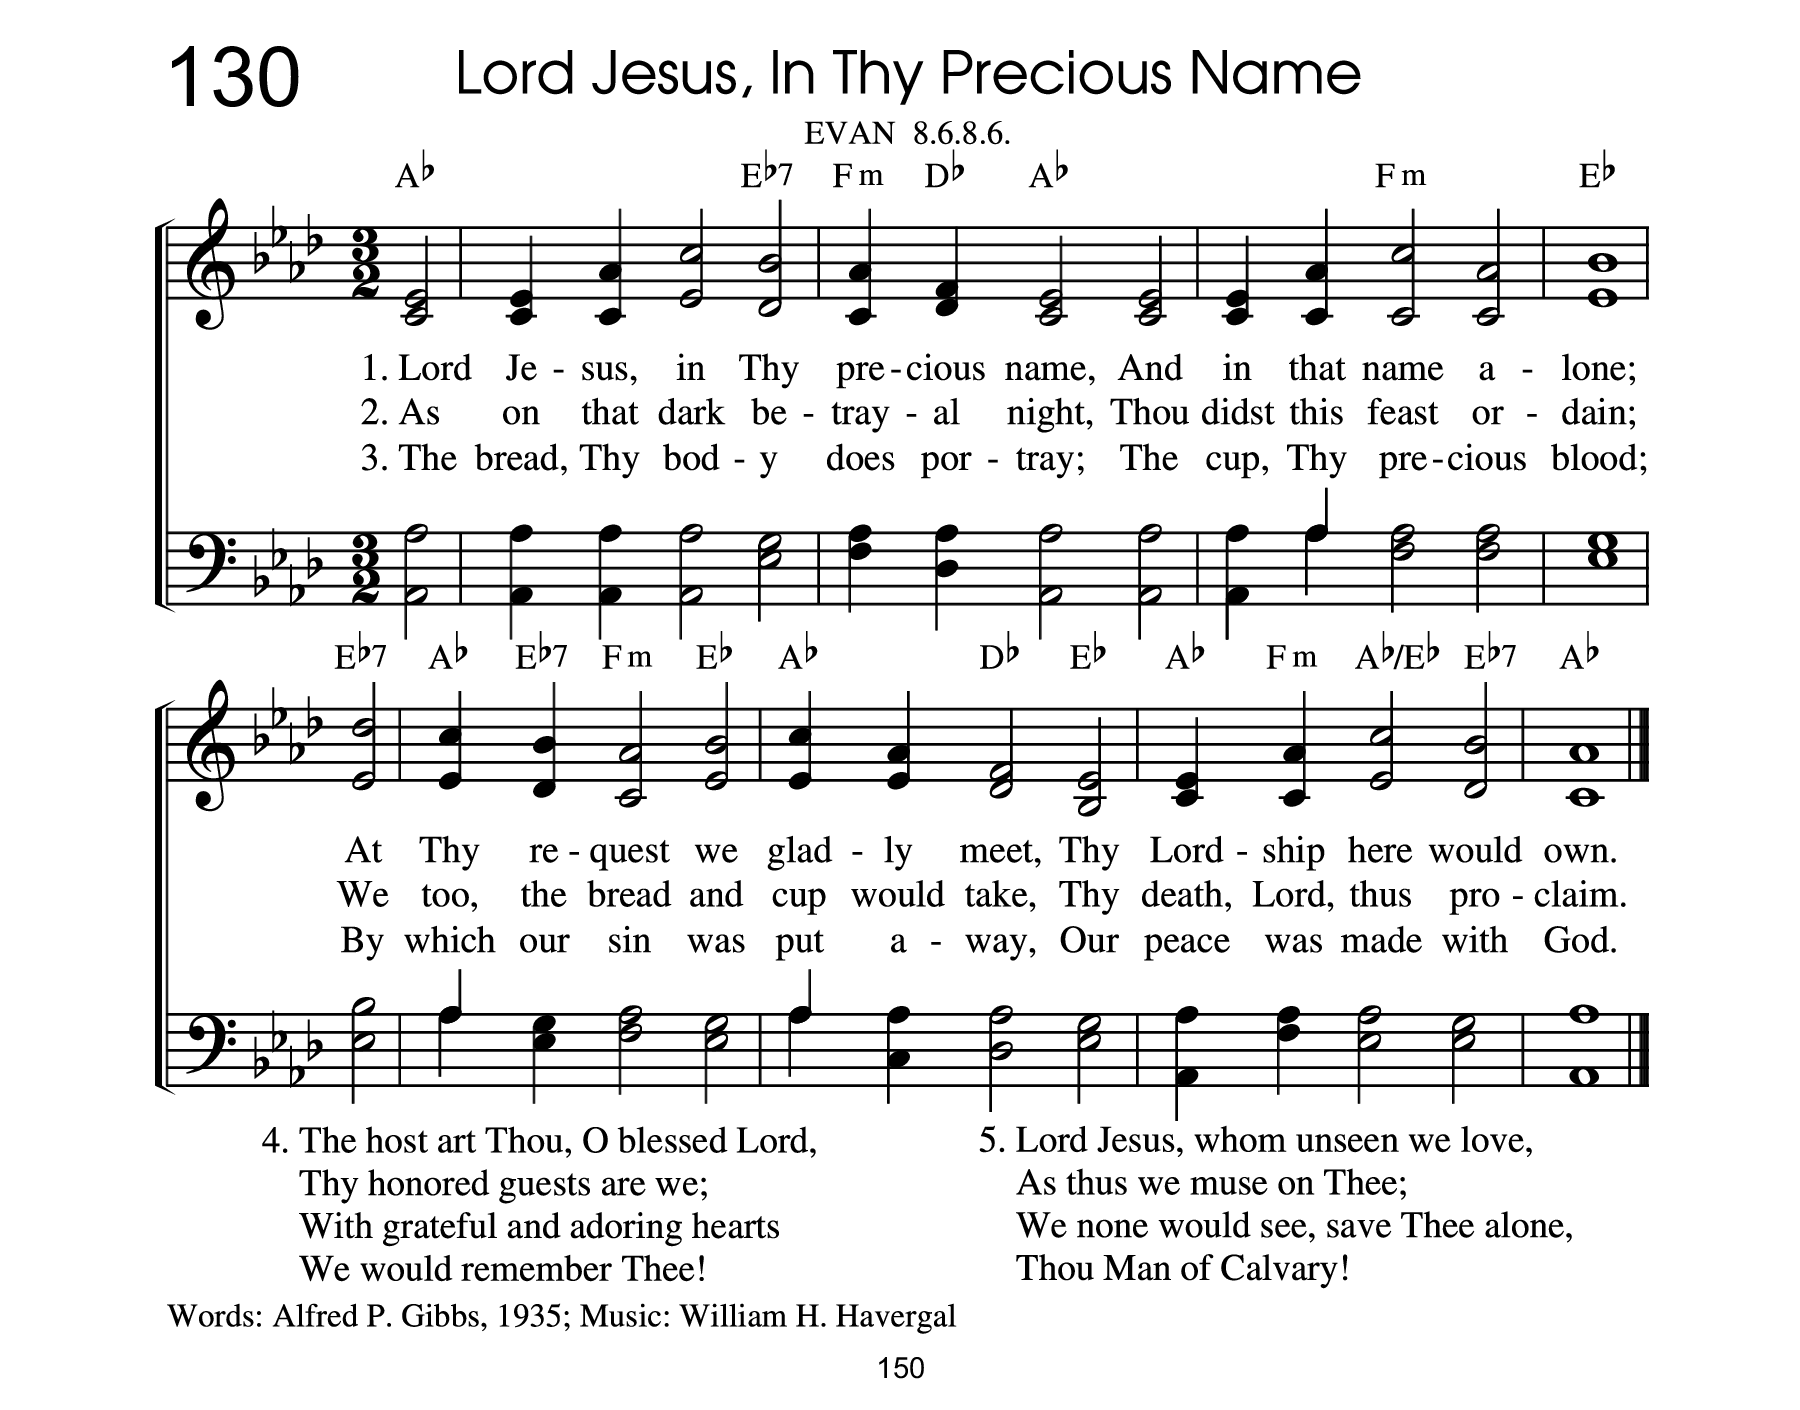 130
Lord Jesus, In Thy Precious Name
EVAN 8.6.8.6.
A♭ E♭7 Fm D♭ A♭ Fm E♭
3 2
1. Lord Je - sus, in Thy pre - cious name, And in that name a - lone;
2. As on that dark be - tray - al night, Thou didst this feast or - dain;
3. The bread, Thy bod - y does por - tray; The cup, Thy pre - cious blood;
3 2
E♭7 A♭ E♭7 Fm E♭ A♭ D♭ E♭ A♭ Fm A♭/E♭ E♭7 A♭
At Thy re - quest we glad - ly meet, Thy Lord - ship here would own.
We too, the bread and cup would take, Thy death, Lord, thus pro - claim.
By which our sin was put a - way, Our peace was made with God.
4. The host art Thou, O blessed Lord,
Thy honored guests are we;
With grateful and adoring hearts
We would remember Thee!
5. Lord Jesus, whom unseen we love,
As thus we muse on Thee;
We none would see, save Thee alone,
Thou Man of Calvary!
Words: Alfred P. Gibbs, 1935; Music: William H. Havergal
150